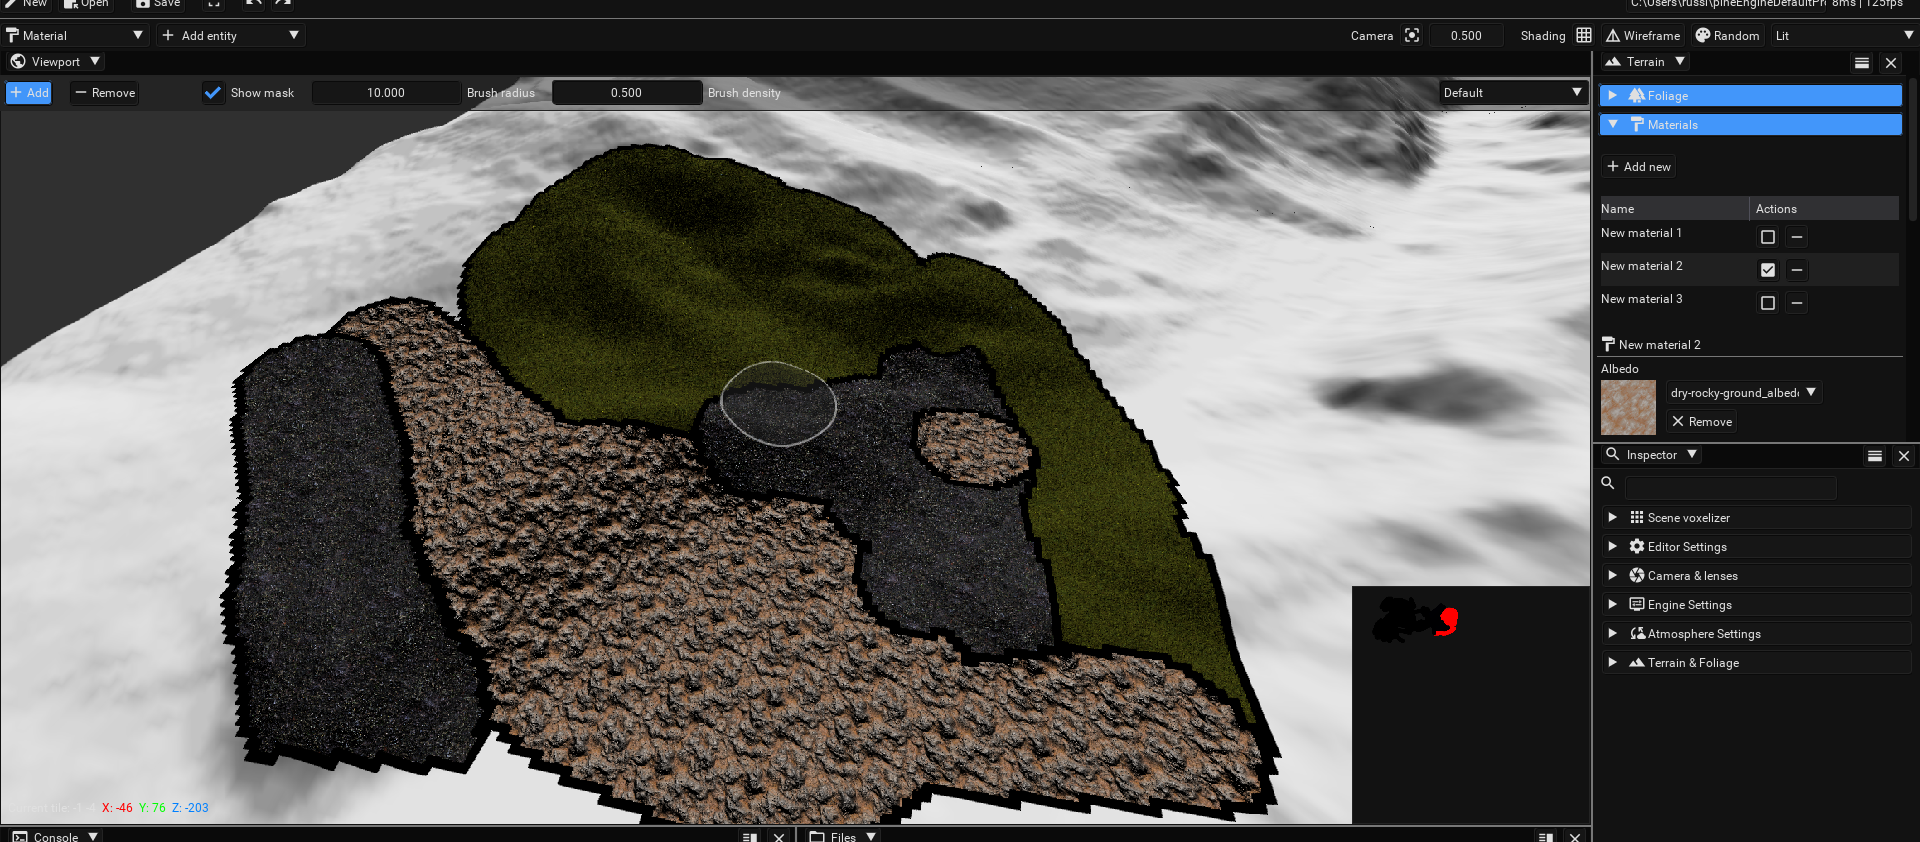 New Open Save
C:\Users\russi\pineEngineDefaultPr 8ms | 125fps
Material Add entity Camera 0.500 Shading Wireframe Random Lit
Viewport
Add Remove Show mask 10.000 Brush radius 0.500 Brush density Default
X: -46 Y: 76 Z: -203
Console Files
Terrain
Foliage
Materials
Add new
Name Actions
New material 1
New material 2
New material 3
New material 2
Albedo
dry-rocky-ground_albed
Remove
Inspector
Scene voxelizer
Editor Settings
Camera & lenses
Engine Settings
Atmosphere Settings
Terrain & Foliage